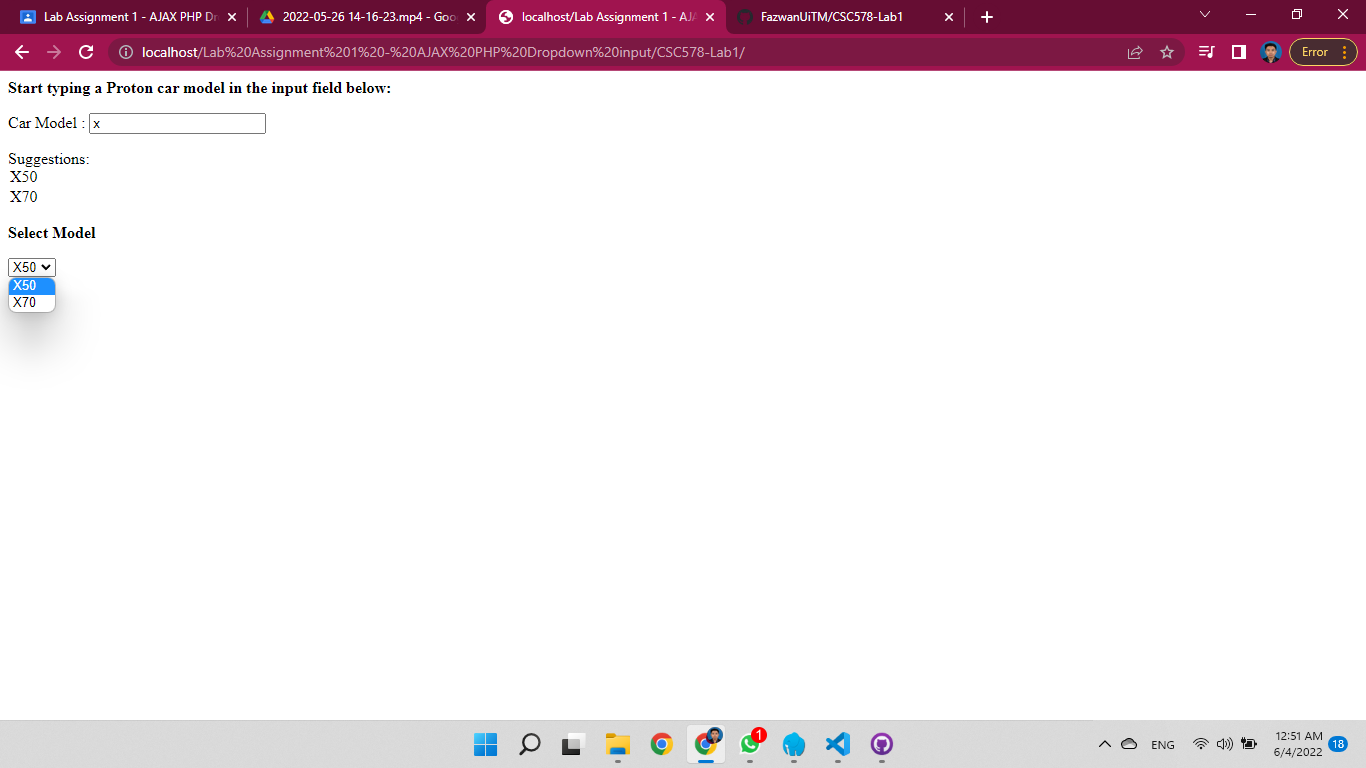 Lab Assignment 1 - AJAX PHP Dr
2022-05-26 14-16-23.mp4 - Goo
localhost/Lab Assignment 1 - AJA
FazwanUiTM/CSC578-Lab1
localhost/Lab%20Assignment%201%20-%20AJAX%20PHP%20Dropdown%20input/CSC578-Lab1/
Error
Start typing a Proton car model in the input field below:
Car Model : x
Suggestions:
X50
X70
Select Model
X50
X50
X70
1
ENG
12:51 AM
6/4/2022
18